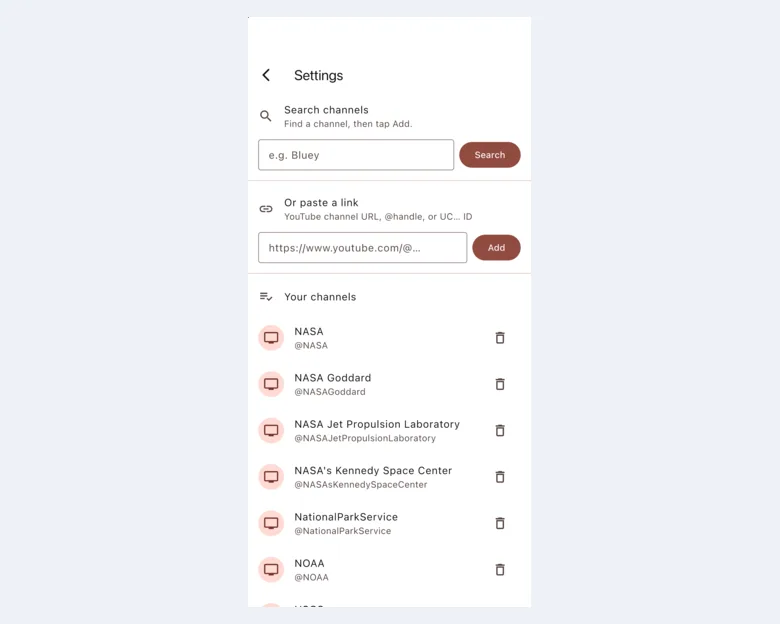 Settings
Search channels
Find a channel, then tap Add.
e.g. Bluey
Search
Or paste a link
YouTube channel URL, @handle, or UC... ID
https://www.youtube.com/@...
Add
Your channels
NASA
@NASA
NASA Goddard
@NASAGoddard
NASA Jet Propulsion Laboratory
@NASAJetPropulsionLaboratory
NASA's Kennedy Space Center
@NASAsKennedySpaceCenter
NationalParkService
@NationalParkService
NOAA
@NOAA